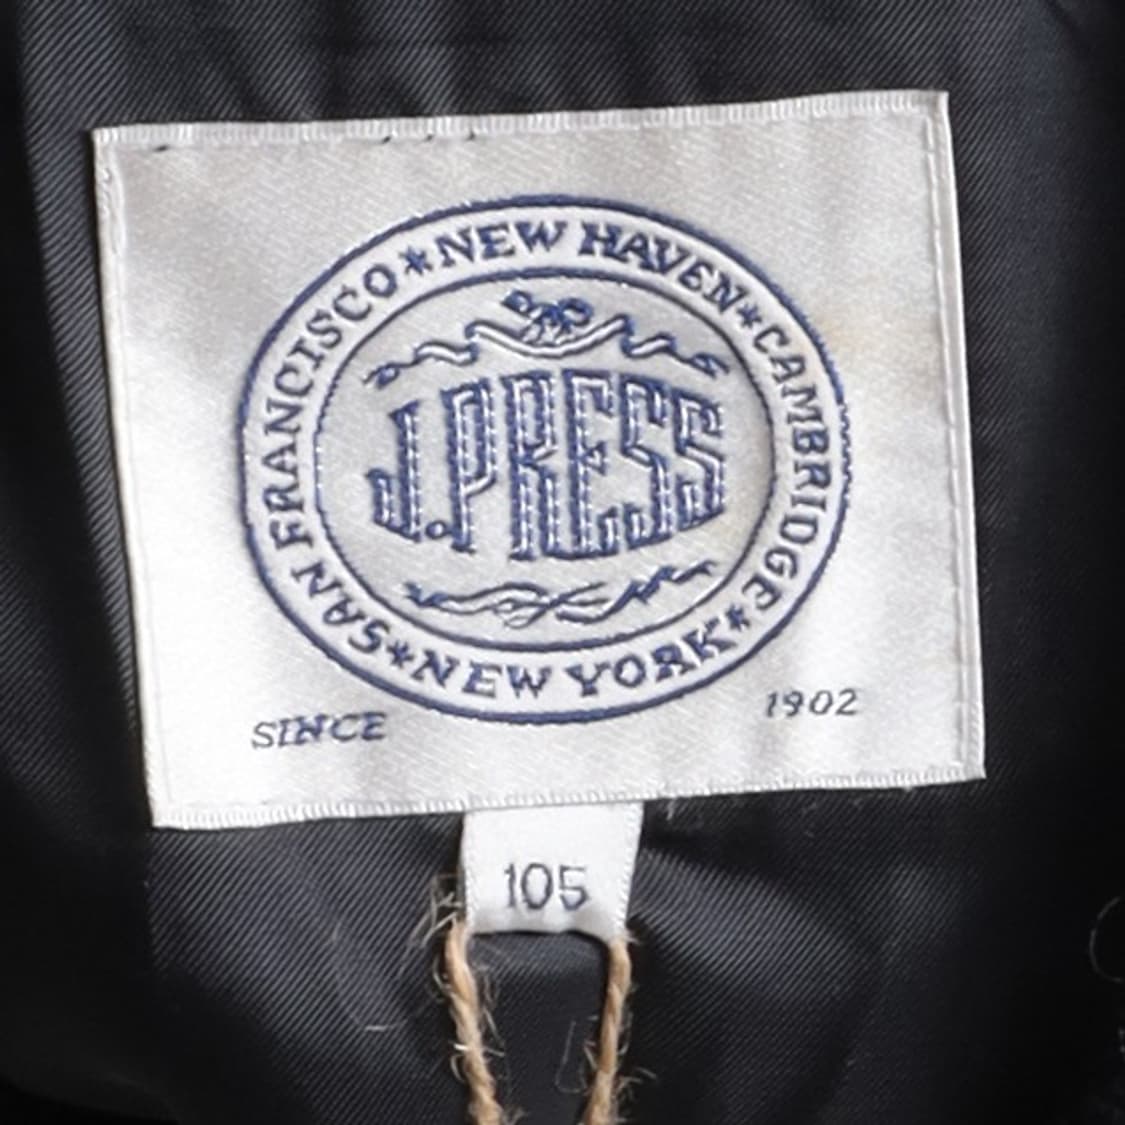 SAN FRANCISCO*NEW HAVEN*CAMBRIDGE*NEW YORK*
J.PRESS
SINCE 1902
105